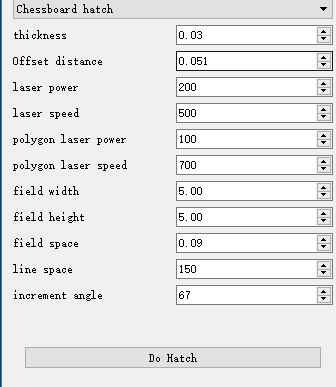 Chessboard hatch
thickness 0.03
Offset distance 0.051
laser power 200
laser speed 500
polygon laser power 100
polygon laser speed 700
field width 5.00
field height 5.00
field space 0.09
line space 150
increment angle 67
Do Hatch